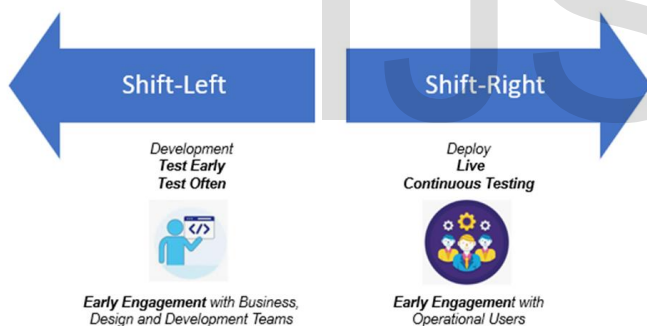 Shift-Left
Shift-Right
Development
Test Early
Test Often
Deploy
Live
Continuous Testing
</>
Early Engagement with Business,
Design and Development Teams
Early Engagement with
Operational Users